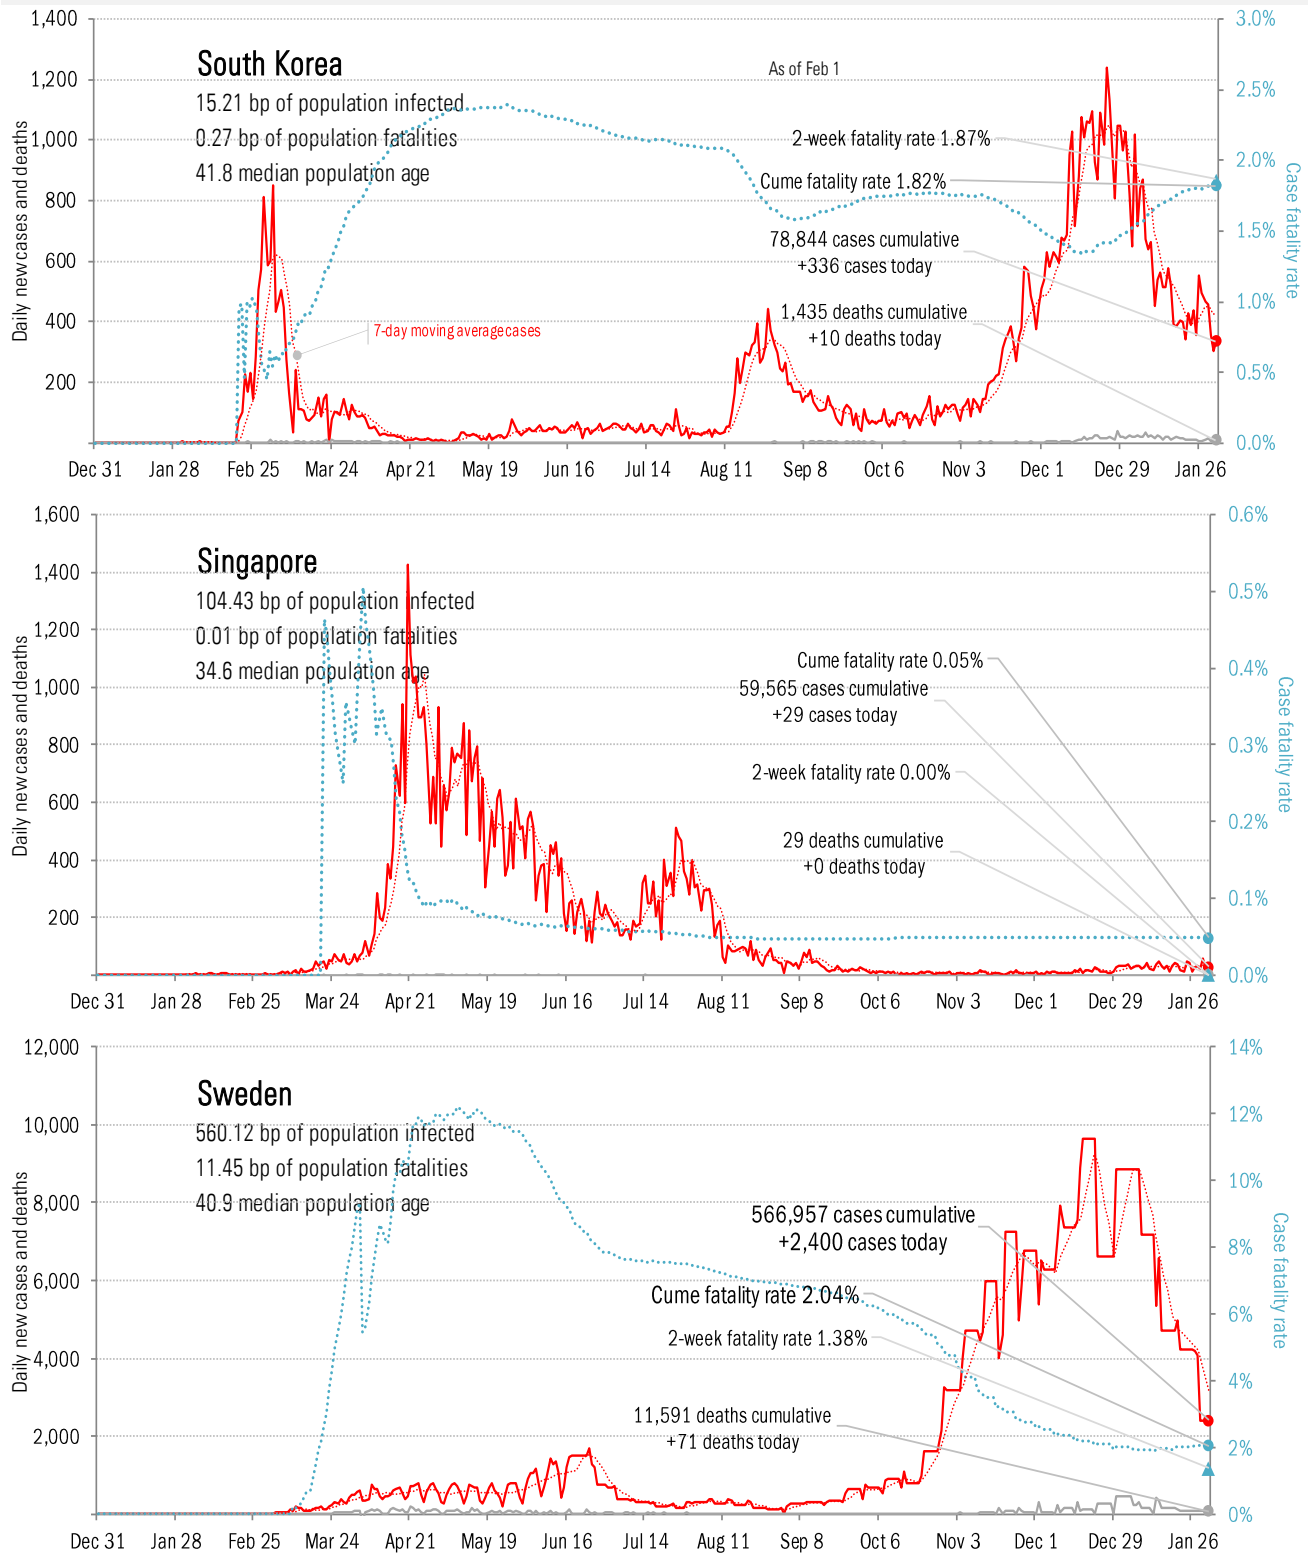 1,400
1,200
1,000
800
600
400
200
Daily new cases and deaths
3.0%
2.5%
2.0%
1.5%
1.0%
0.5%
0.0%
Case fatality rate
South Korea
15.21 bp of population infected
0.27 bp of population fatalities
41.8 median population age
As of Feb 1
2-week fatality rate 1.87%
Cume fatality rate 1.82%
78,844 cases cumulative
+336 cases today
1,435 deaths cumulative
+10 deaths today
7-day moving average cases
Dec 31 Jan 28 Feb 25 Mar 24 Apr 21 May 19 Jun 16 Jul 14 Aug 11 Sep 8 Oct 6 Nov 3 Dec 1 Dec 29 Jan 26
1,600
1,400
1,200
1,000
800
600
400
200
Daily new cases and deaths
0.6%
0.5%
0.4%
0.3%
0.2%
0.1%
0.0%
Case fatality rate
Singapore
104.43 bp of population infected
0.01 bp of population fatalities
34.6 median population age
Cume fatality rate 0.05%
59,565 cases cumulative
+29 cases today
2-week fatality rate 0.00%
29 deaths cumulative
+0 deaths today
Dec 31 Jan 28 Feb 25 Mar 24 Apr 21 May 19 Jun 16 Jul 14 Aug 11 Sep 8 Oct 6 Nov 3 Dec 1 Dec 29 Jan 26
12,000
10,000
8,000
6,000
4,000
2,000
Daily new cases and deaths
14%
12%
10%
8%
6%
4%
2%
0%
Case fatality rate
Sweden
560.12 bp of population infected
11.45 bp of population fatalities
40.9 median population age
566,957 cases cumulative
+2,400 cases today
Cume fatality rate 2.04%
2-week fatality rate 1.38%
11,591 deaths cumulative
+71 deaths today
Dec 31 Jan 28 Feb 25 Mar 24 Apr 21 May 19 Jun 16 Jul 14 Aug 11 Sep 8 Oct 6 Nov 3 Dec 1 Dec 29 Jan 26